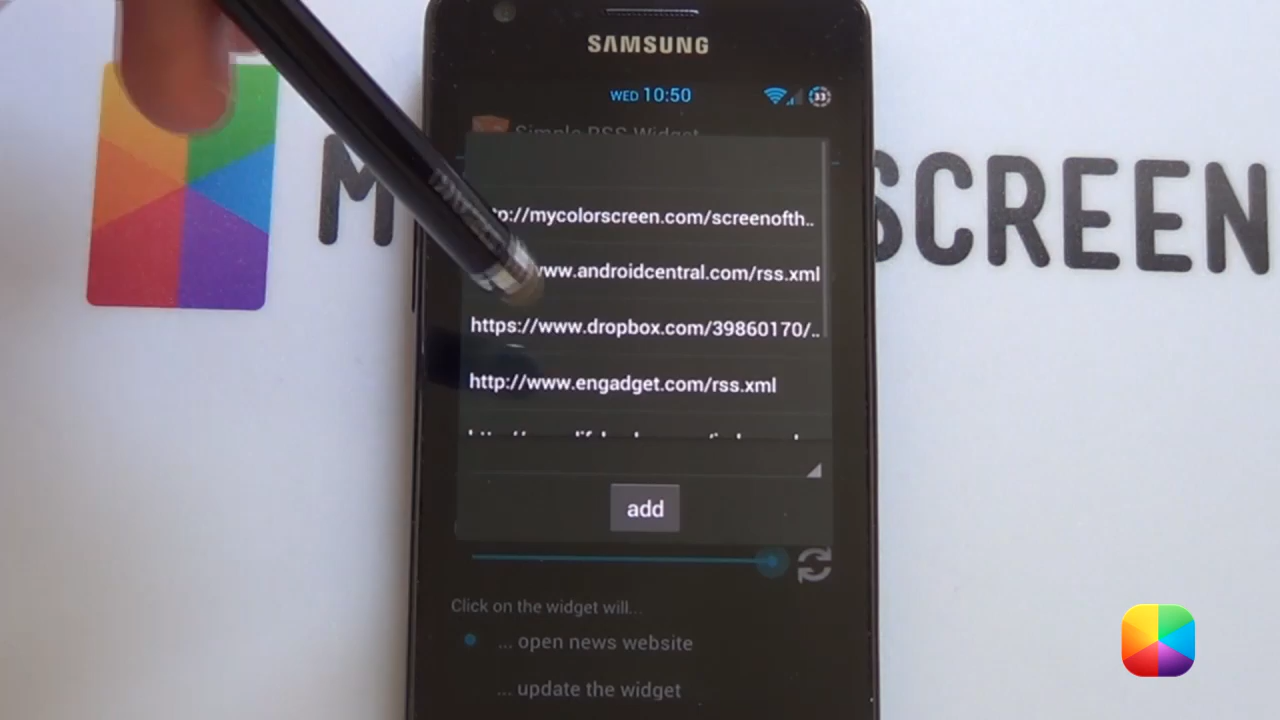 SAMSUNG
WED 10:50
33
Simple RSS Widget
M SCREEN
tp://mycolorscreen.com/screenofth..
www.androidcentral.com/rss.xml
https://www.dropbox.com/39860170/..
http://www.engadget.com/rss.xml
add
Click on the widget will...
... open news website
... update the widget